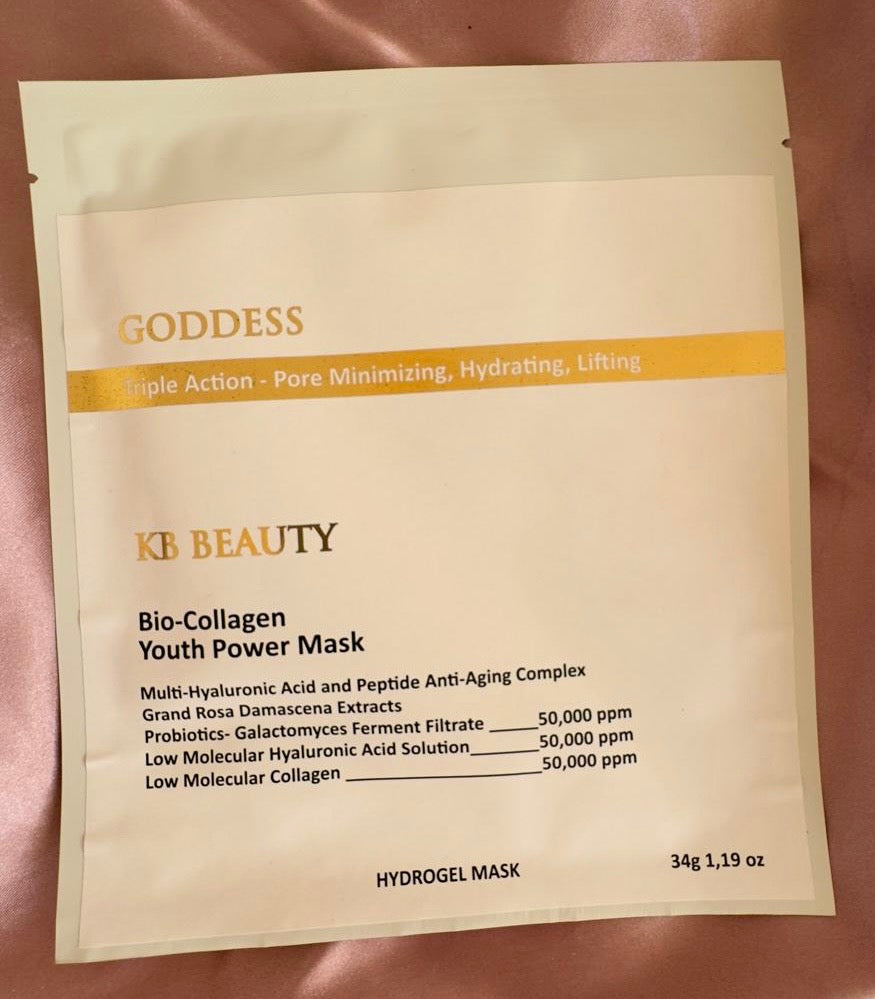 GODDESS
Triple Action - Pore Minimizing, Hydrating, Lifting
KB BEAUTY
Bio-Collagen
Youth Power Mask
Multi-Hyaluronic Acid and Peptide Anti-Aging Complex
Grand Rosa Damascena Extracts
Probiotics- Galactomyces Ferment Filtrate _____50,000 ppm
Low Molecular Hyaluronic Acid Solution_______50,000 ppm
Low Molecular Collagen ____________________50,000 ppm
HYDROGEL MASK
34g 1,19 oz